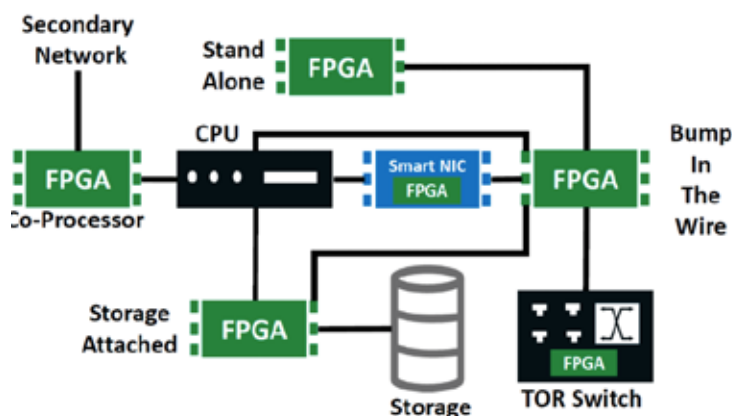 Secondary
Network
Stand
Alone
FPGA
CPU
Smart NIC
FPGA
FPGA
Bump
In
The
Wire
FPGA
Co-Processor
Storage
Attached
FPGA
Storage
FPGA
TOR Switch